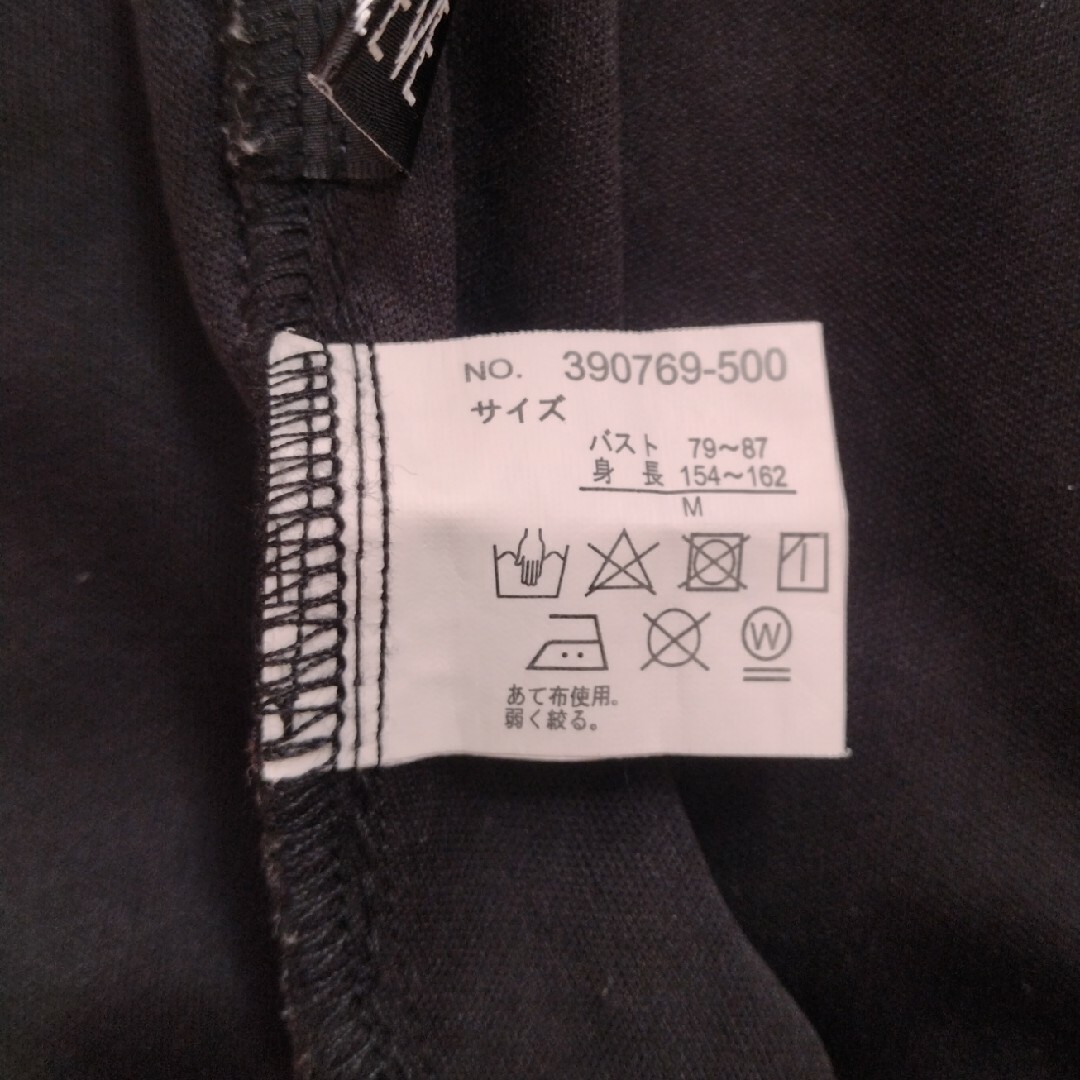 NO. 390769-500
サイズ
バスト 79～87
身 長 154～162
M
W
あて布使用。
弱く絞る。